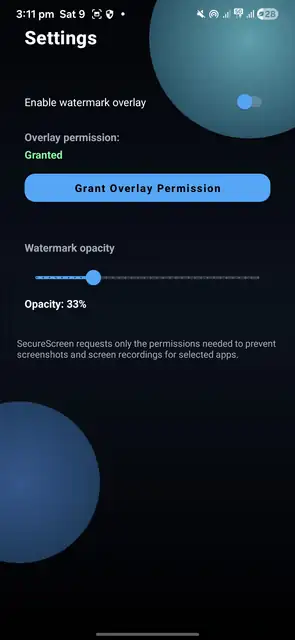 3:11 pm Sat 9
28
Settings
Enable watermark overlay
Overlay permission:
Granted
Grant Overlay Permission
Watermark opacity
Opacity: 33%
SecureScreen requests only the permissions needed to prevent
screenshots and screen recordings for selected apps.